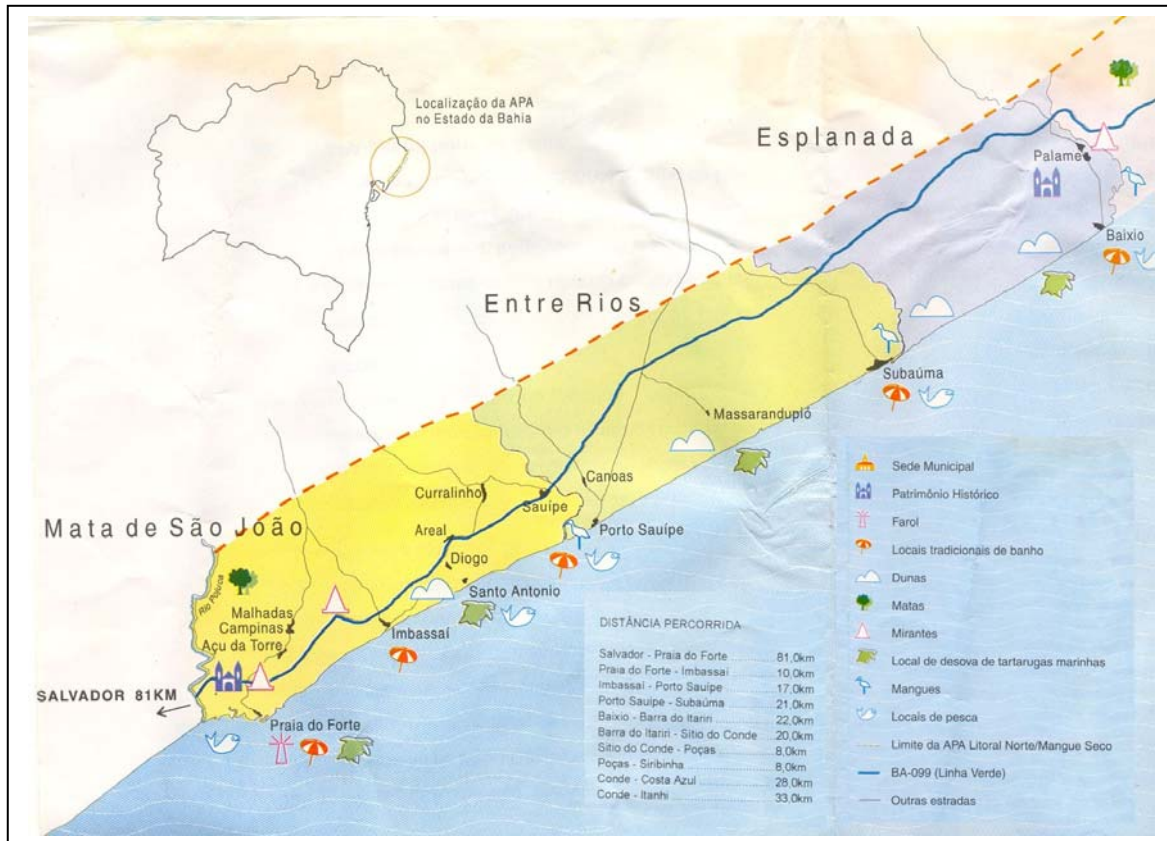 Localização da APA
no Estado da Bahia
Esplanada
Palame
Baixio
Entre Rios
Subaúma
Massarandupió
Canoas
Curralinho
Sauípe
Porto Sauípe
Mata de São João
Areal
Diogo
Santo Antonio
Rio Pojuca
Malhadas
Campinas
Açu da Torre
Imbassaí
SALVADOR 81KM
Praia do Forte
DISTÂNCIA PERCORRIDA
Salvador - Praia do Forte 81,0km
Praia do Forte - Imbassai 10,0km
Imbassaí - Porto Sauípe 17,0km
Porto Sauipe - Subaúma 21,0km
Baixio - Barra do Itariri 22,0km
Barra do Itariri - Sitio do Conde 20,0km
Sitio do Conde - Poças 8,0km
Poças - Siribinha 8,0km
Conde - Costa Azul 28,0km
Conde - Itanhi 33,0km
Sede Municipal
Patrimônio Histórico
Farol
Locais tradicionais de banho
Dunas
Matas
Mirantes
Local de desova de tartarugas marinhas
Mangues
Locais de pesca
Limite da APA Litoral Norte/Mangue Seco
BA-099 (Linha Verde)
Outras estradas